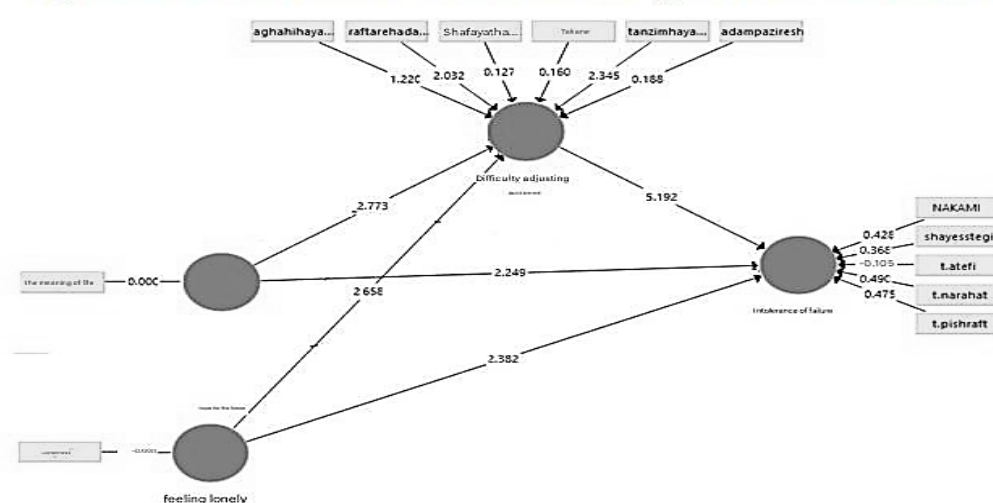 aghahihaya... raftarehada... Shafayatha... tanzimhaya... adampaziresh
1.220 2.032 0.127 0.160 2.345 0.188
Difficulty adjusting
2.773
5.192
NAKAMI
0.428
shayesstegi
0.368
t.atefi
-0.105
t.narahat
0.490
t.pishraft
0.475
the meaning of life
0.000
2.249
Intolerance of failure
2.658
2.382
feeling lonely